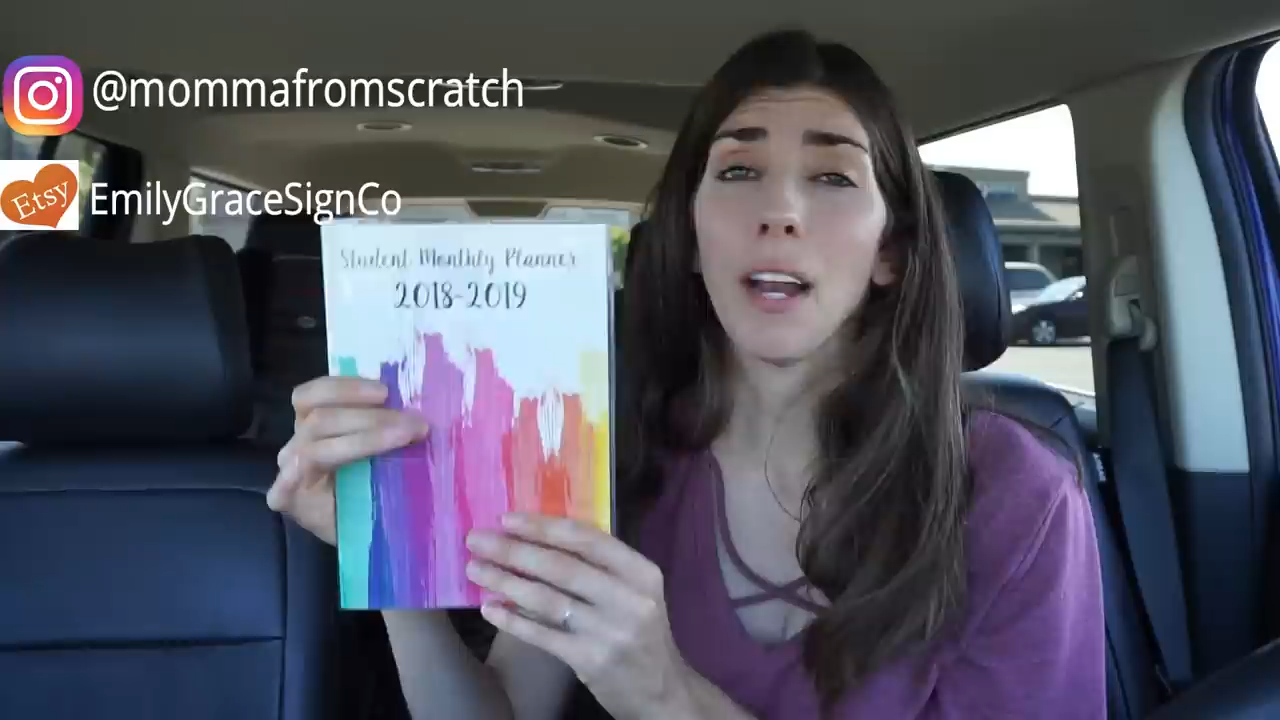 @mommafromscratch
Etsy
EmilyGraceSignCo
Student Monthly Planner
2018-2019